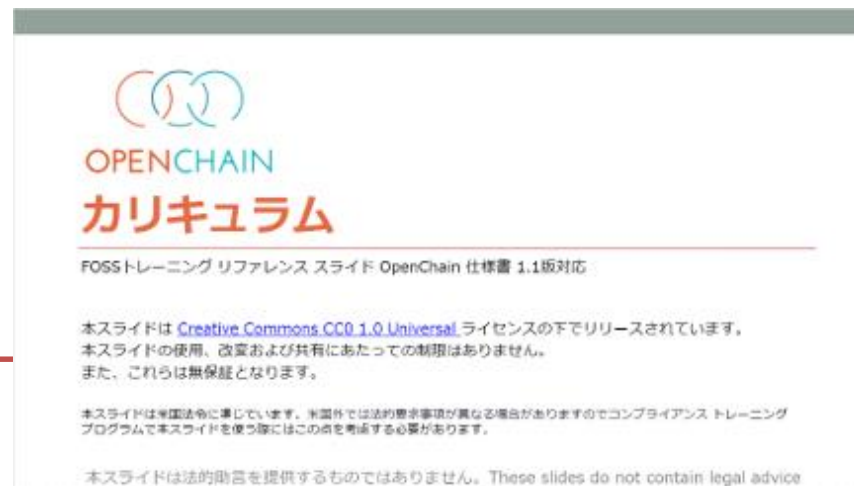 OPENCHAIN
カリキュラム
FOSSトレーニング リファレンス スライド OpenChain 仕様書 1.1版対応
本スライドは Creative Commons CC0 1.0 Universal ライセンスの下でリリースされています。
本スライドの使用、改変および共有にあたっての制限はありません。
また、これらは無保証となります。
本スライドは米国法令に準じています。米国外では法的要求事項が異なる場合がありますのでコンプライアンス トレーニング
プログラムで本スライドを使う際にはこの点を考慮する必要があります。
本スライドは法的助言を提供するものではありません。These slides do not contain legal advice